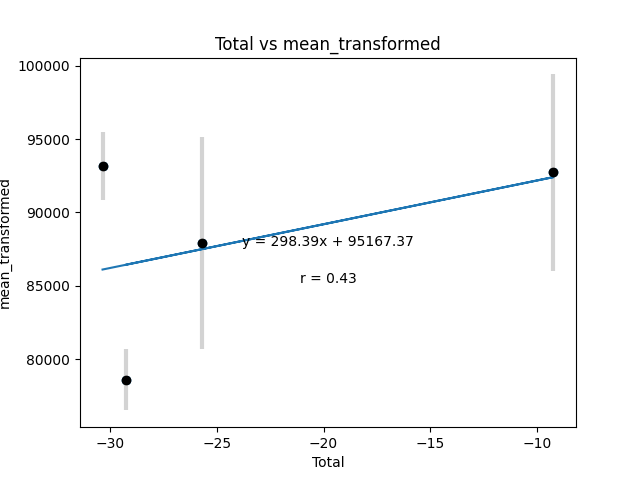 Total vs mean_transformed
100000
95000
90000
85000
80000
mean_transformed
y = 298.39x + 95167.37
r = 0.43
−30
−25
−20
−15
−10
Total